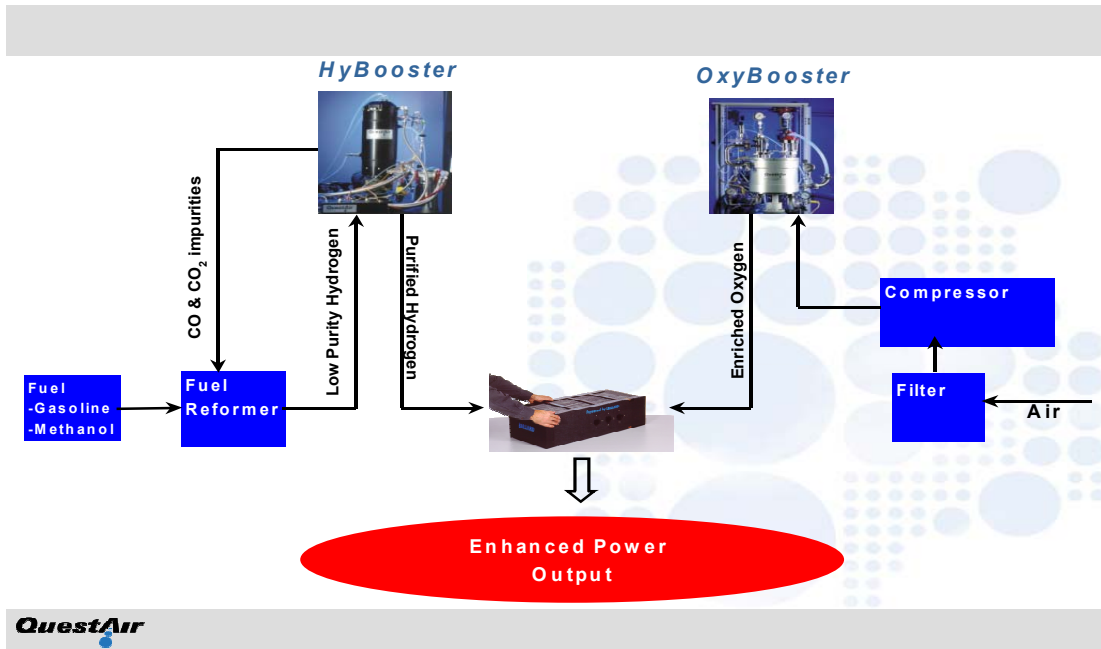 HyBooster
OxyBooster
CO & CO2 impurities
Low Purity Hydrogen
Purified Hydrogen
Enriched Oxygen
Compressor
Fuel
-Gasoline
-Methanol
Fuel
Reformer
Filter
Air
Enhanced Power
Output
QuestAir